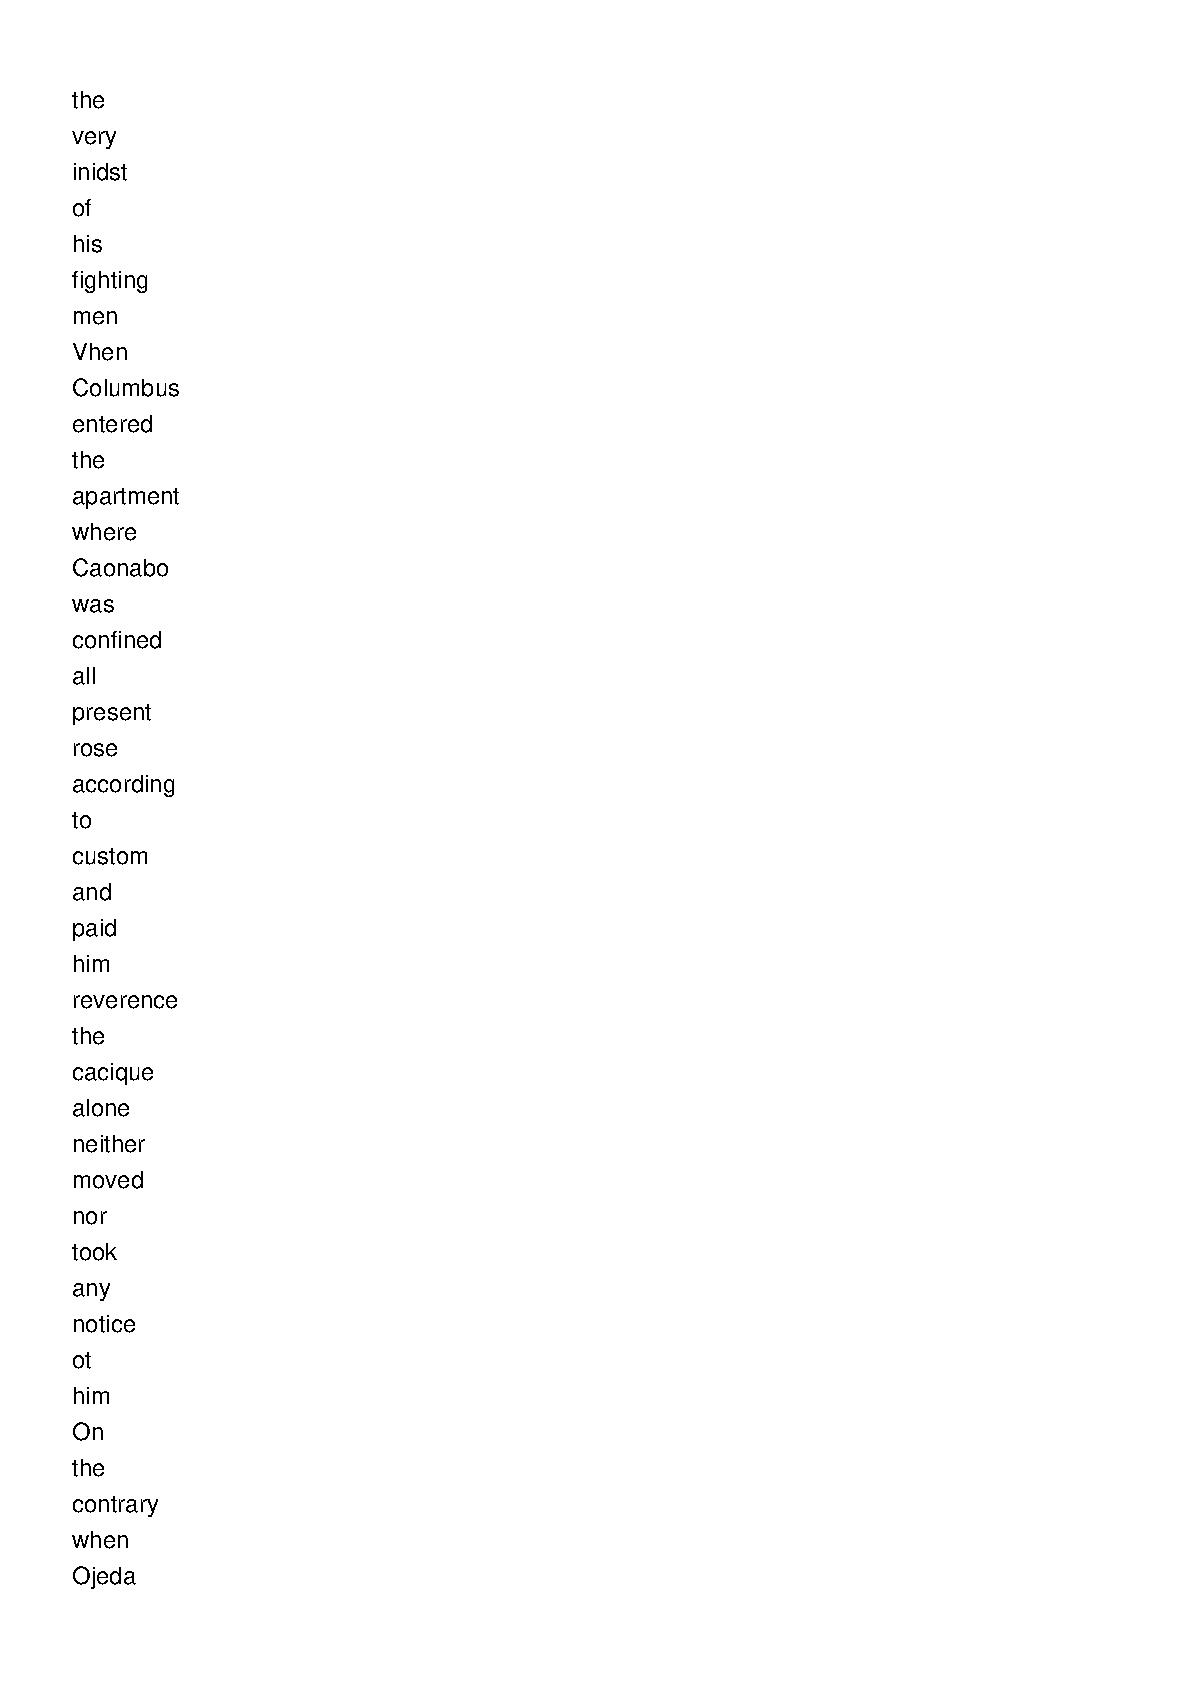 the
very
inidst
of
his
fighting
men
Vhen
Columbus
entered
the
apartment
where
Caonabo
was
confined
all
present
rose
according
to
custom
and
paid
him
reverence
the
cacique
alone
neither
moved
nor
took
any
notice
ot
him
On
the
contrary
when
Ojeda